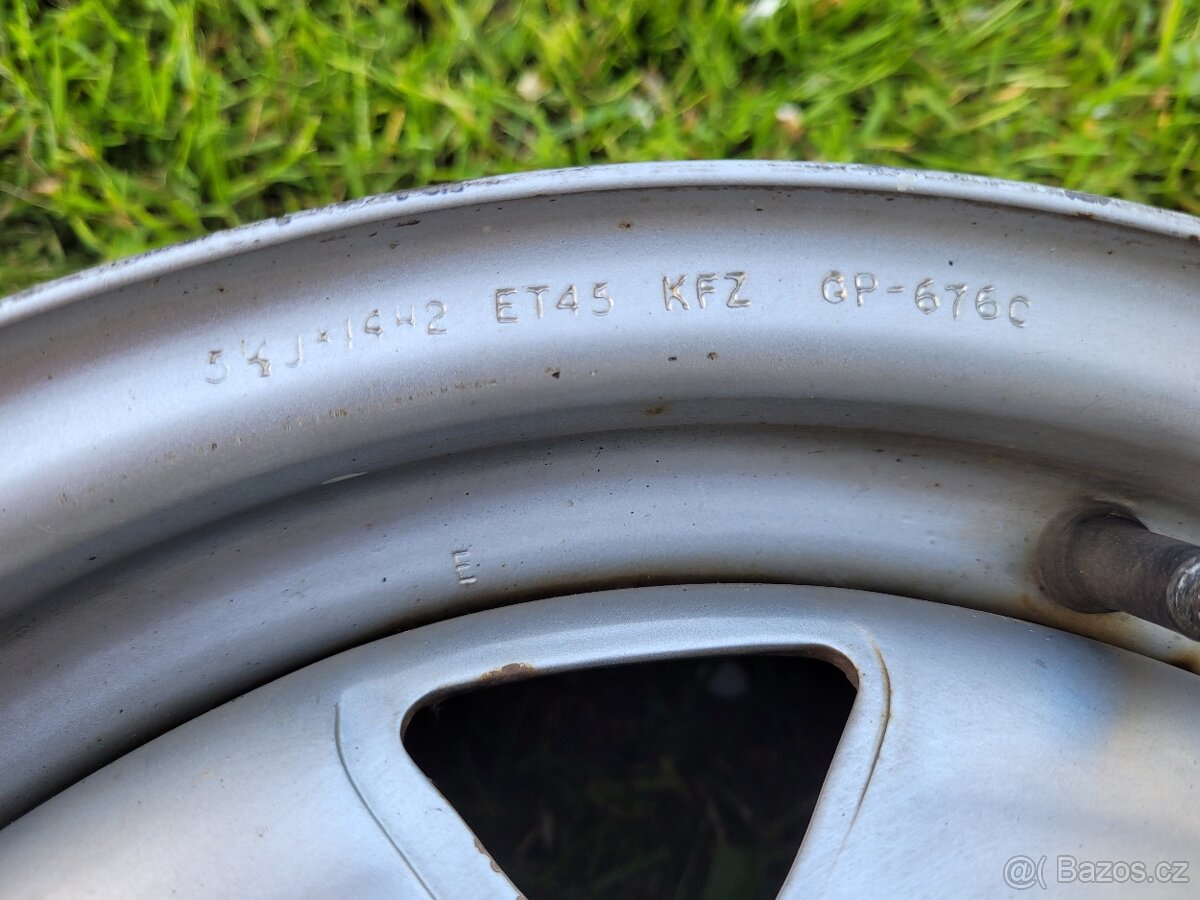 5½J×14H2 ET45 KFZ GP-676C
E
@( Bazos.cz